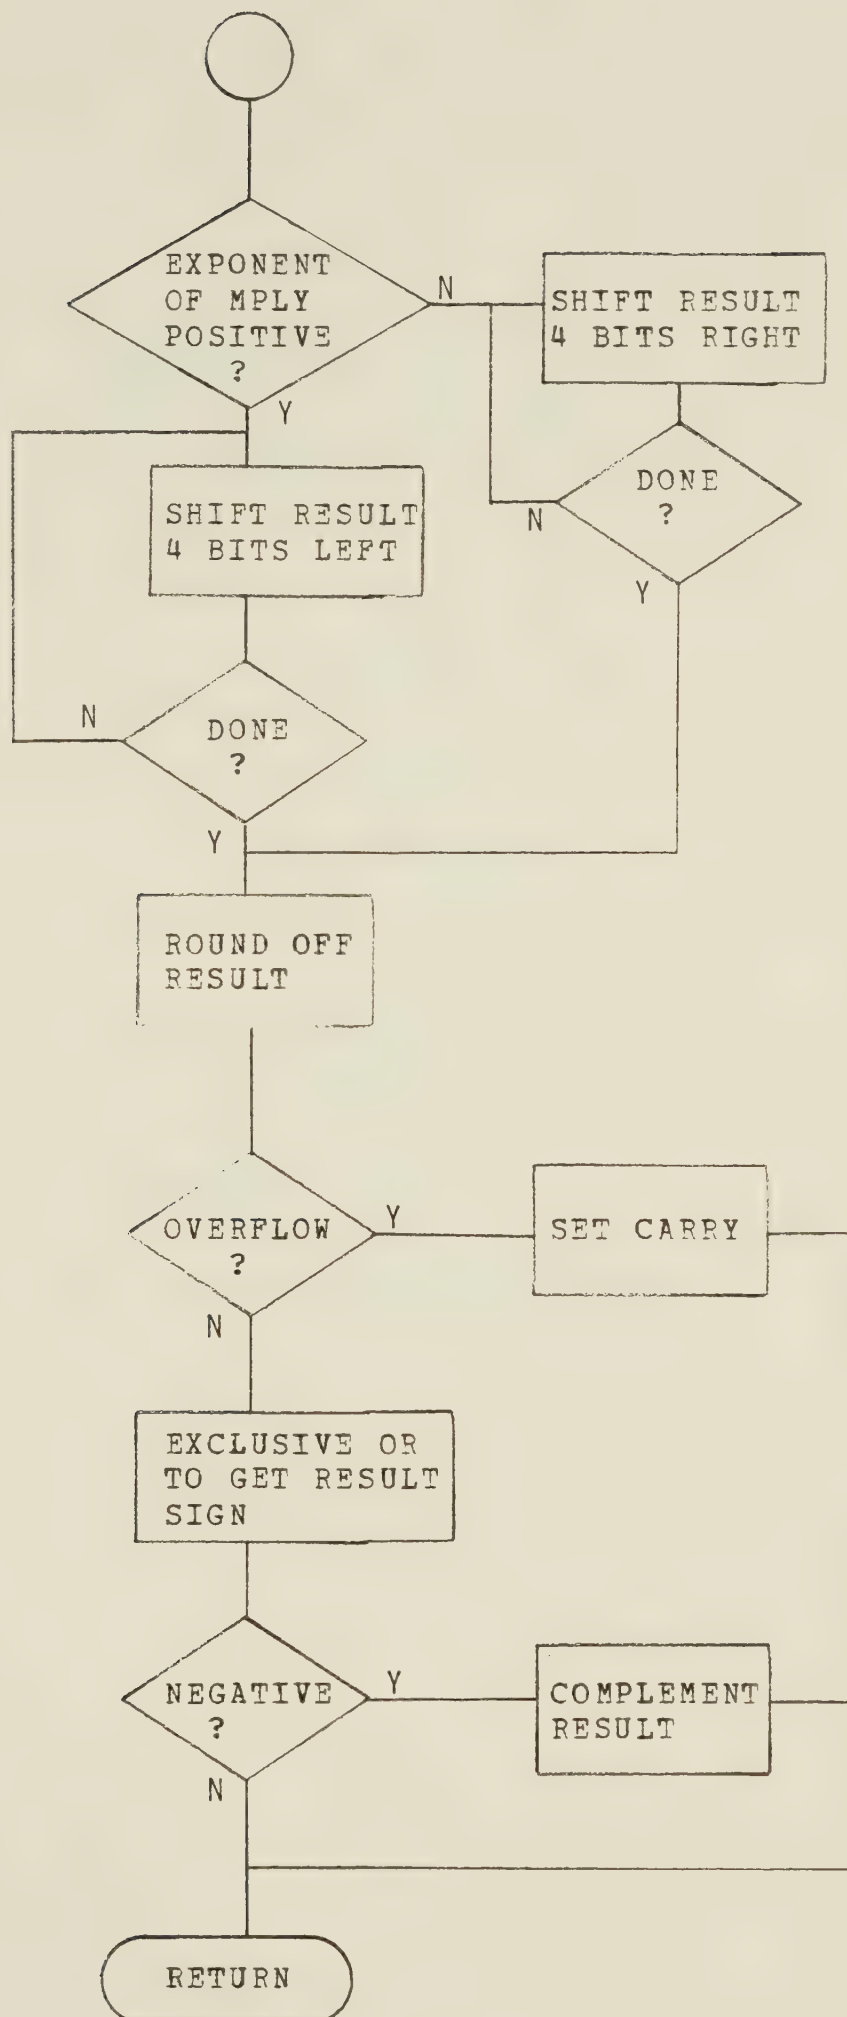 EXPONENT
OF MPLY
POSITIVE
?
N
Y
SHIFT RESULT
4 BITS RIGHT
DONE
?
N
Y
SHIFT RESULT
4 BITS LEFT
DONE
?
N
Y
ROUND OFF
RESULT
OVERFLOW
?
Y
N
SET CARRY
EXCLUSIVE OR
TO GET RESULT
SIGN
NEGATIVE
?
Y
N
COMPLEMENT
RESULT
RETURN